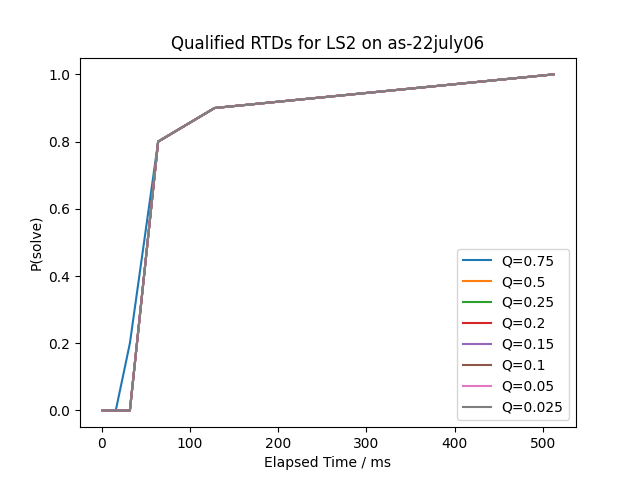 Qualified RTDs for LS2 on as-22july06
P(solve)
1.0
0.8
0.6
0.4
0.2
0.0
0
100
200
300
400
500
Elapsed Time / ms
Q=0.75
Q=0.5
Q=0.25
Q=0.2
Q=0.15
Q=0.1
Q=0.05
Q=0.025